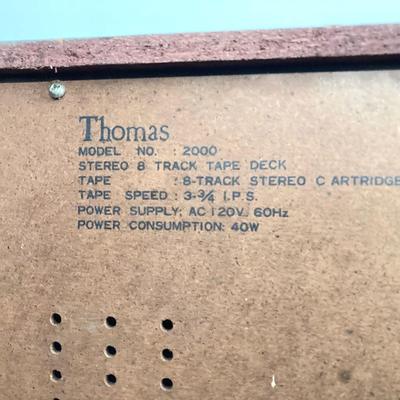 Thomas
MODEL NO. : 2000
STEREO 8 TRACK TAPE DECK
TAPE : 8-TRACK STEREO C ARTRIDGE
TAPE SPEED : 3-3/4 I.P.S.
POWER SUPPLY: AC 120V. 60Hz
POWER CONSUMPTION: 40W